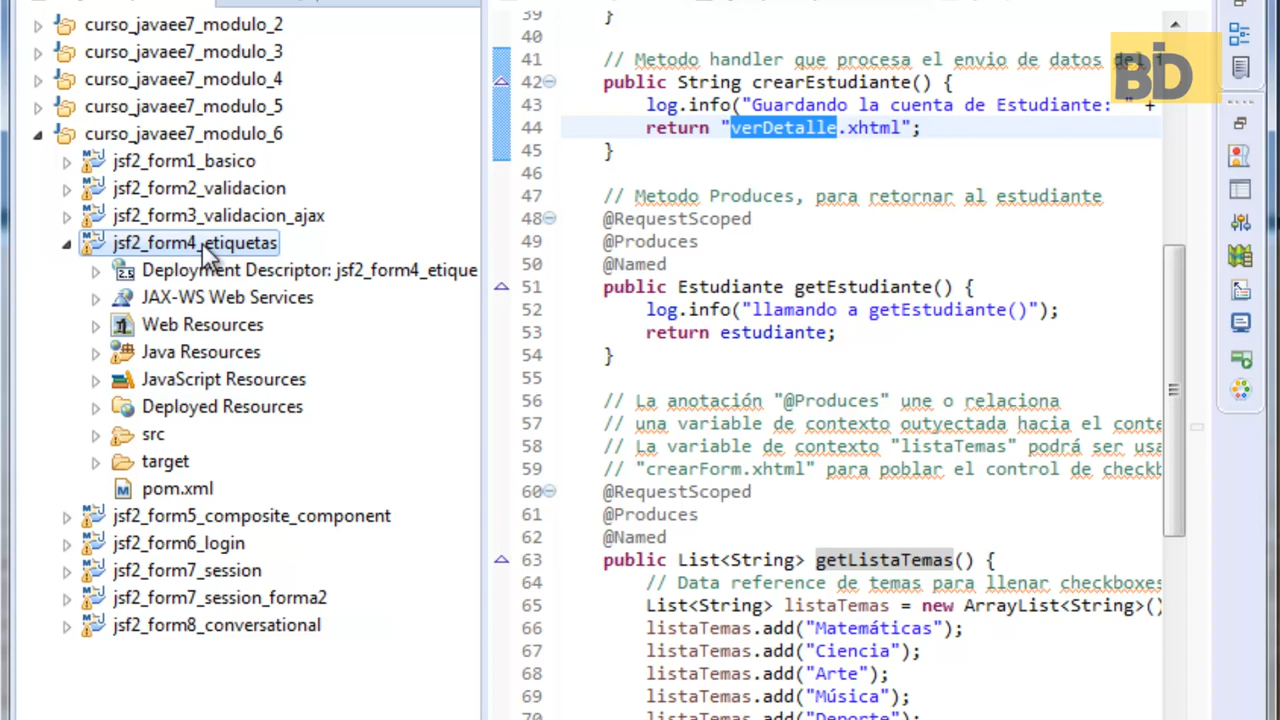 curso_javaee7_modulo_2
curso_javaee7_modulo_3
curso_javaee7_modulo_4
curso_javaee7_modulo_5
curso_javaee7_modulo_6
jsf2_form1_basico
jsf2_form2_validacion
jsf2_form3_validacion_ajax
jsf2_form4_etiquetas
Deployment Descriptor: jsf2_form4_etique
JAX-WS Web Services
Web Resources
Java Resources
JavaScript Resources
Deployed Resources
src
target
pom.xml
jsf2_form5_composite_component
jsf2_form6_login
jsf2_form7_session
jsf2_form7_session_forma2
jsf2_form8_conversational
39 }
40
41 // Metodo handler que procesa el envio de datos del
42 public String crearEstudiante() {
43 log.info("Guardando la cuenta de Estudiante: " +
44 return "verDetalle.xhtml";
45 }
46
47 // Metodo Produces, para retornar al estudiante
48 @RequestScoped
49 @Produces
50 @Named
51 public Estudiante getEstudiante() {
52 log.info("llamando a getEstudiante()");
53 return estudiante;
54 }
55
56 // La anotación "@Produces" une o relaciona
57 // una variable de contexto outyectada hacia el conte
58 // La variable de contexto "listaTemas" podrá ser usa
59 // "crearForm.xhtml" para poblar el control de checkb
60 @RequestScoped
61 @Produces
62 @Named
63 public List<String> getListaTemas() {
64 // Data reference de temas para llenar checkboxes
65 List<String> listaTemas = new ArrayList<String>()
66 listaTemas.add("Matemáticas");
67 listaTemas.add("Ciencia");
68 listaTemas.add("Arte");
69 listaTemas.add("Música");
70 listaTemas.add("Deporte");
BİD